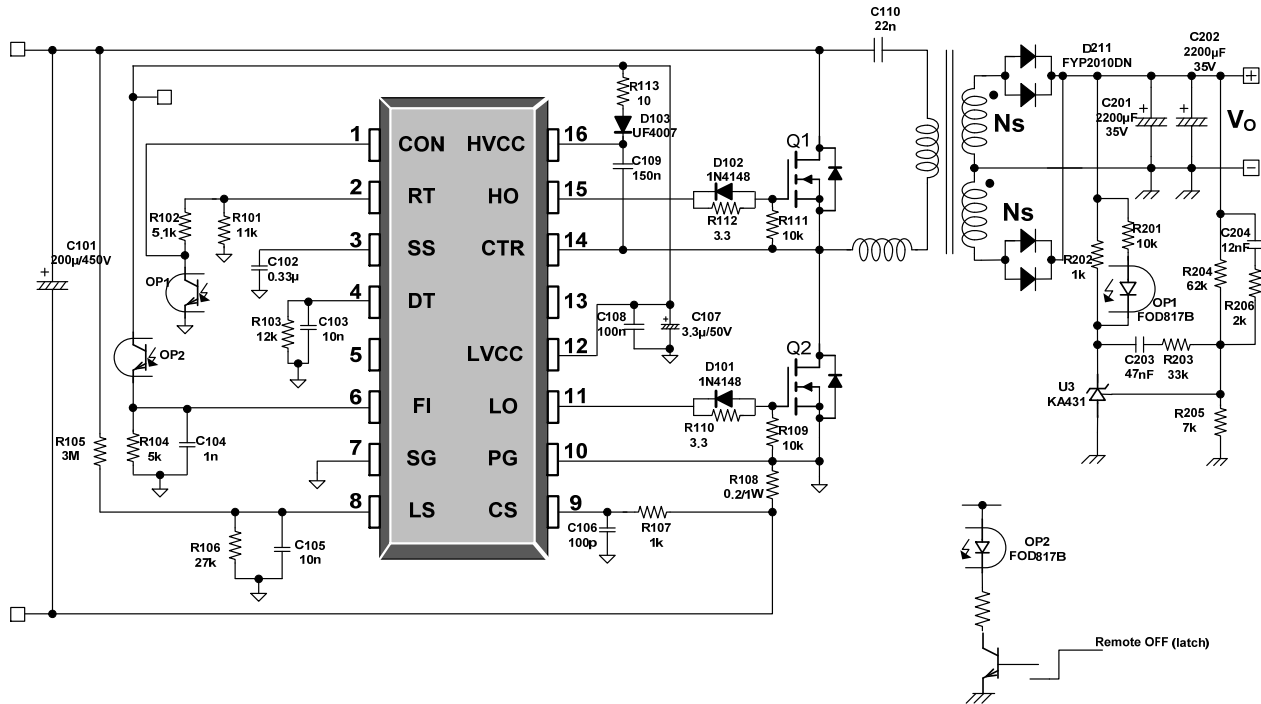 C110
22n
D211
FYP2010DN
C202
2200µF
35V
R113
10
D103
UF4007
C109
150n
C201
2200µF
35V
+
+
+
VO
-
Ns
Ns
1
2
3
4
5
6
7
8
CON
RT
SS
DT
FI
SG
LS
HVCC
HO
CTR
LVCC
LO
PG
CS
16
15
14
13
12
11
10
9
Q1
D102
1N4148
R112
3.3
R111
10k
R102
5.1k
R101
11k
C101
200µ/450V
+
C102
0.33µ
OP1
R103
12k
C103
10n
OP2
C108
100n
C107
3.3µ/50V
+
Q2
D101
1N4148
R110
3.3
R109
10k
R108
0.2/1W
R105
3M
R104
5k
C104
1n
R106
27k
C105
10n
C106
100p
R107
1k
R201
10k
R202
1k
OP1
FOD817B
C204
12nF
R204
62k
R206
2k
C203
47nF
R203
33k
U3
KA431
R205
7k
OP2
FOD817B
Remote OFF (latch)